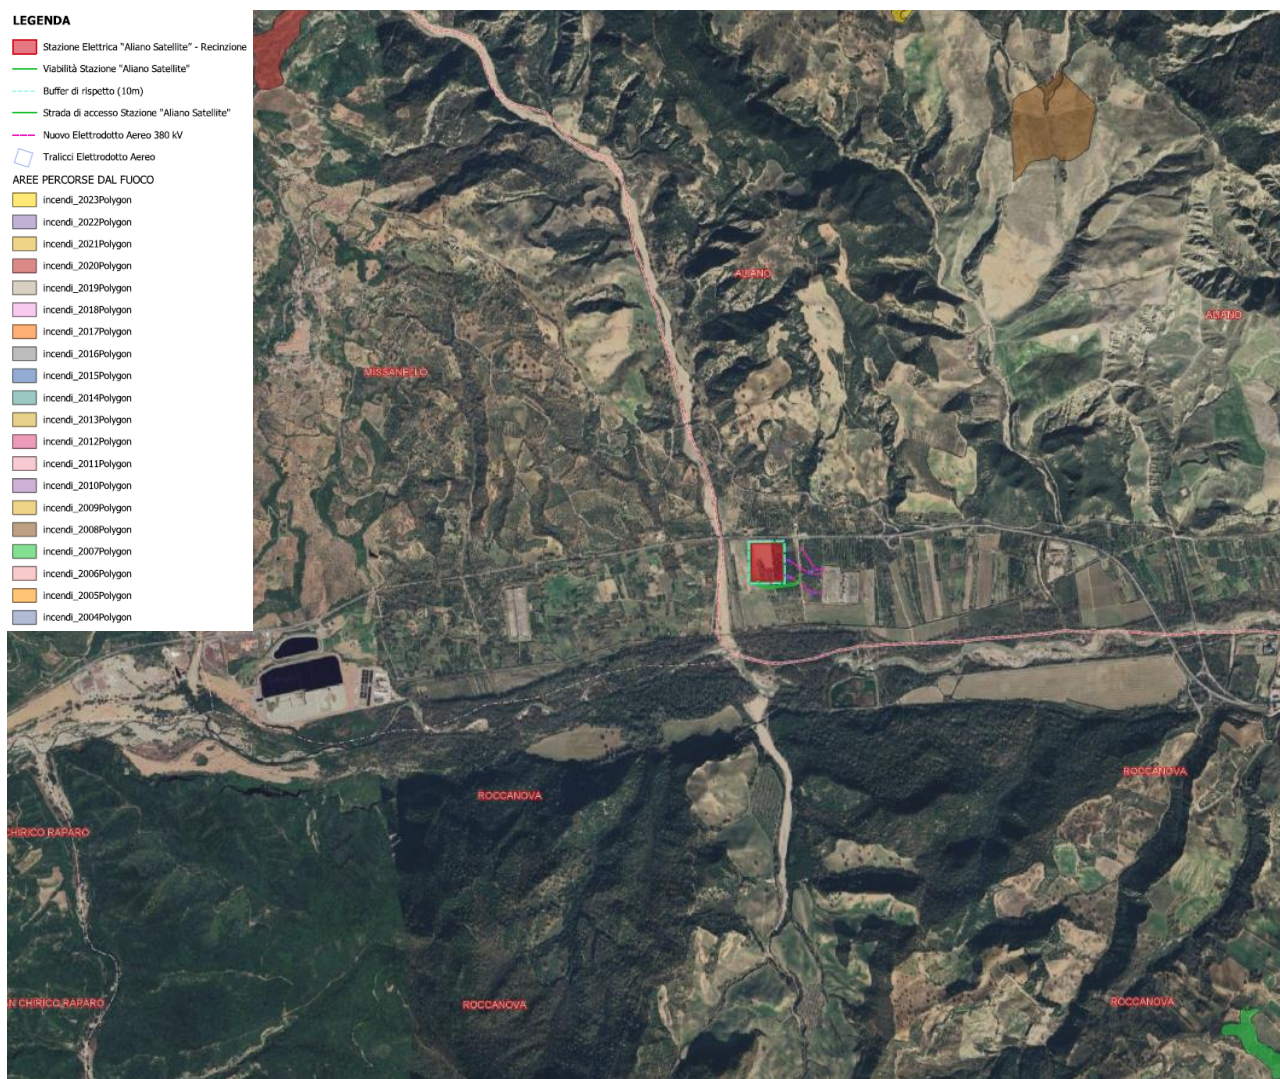 LEGENDA
Stazione Elettrica "Aliano Satellite" - Recinzione
Viabilità Stazione "Aliano Satellite"
Buffer di rispetto (10m)
Strada di accesso Stazione "Aliano Satellite"
Nuovo Elettrodotto Aereo 380 kV
Tralicci Elettrodotto Aereo
AREE PERCORSE DAL FUOCO
incendi_2023Polygon
incendi_2022Polygon
incendi_2021Polygon
incendi_2020Polygon
incendi_2019Polygon
incendi_2018Polygon
incendi_2017Polygon
incendi_2016Polygon
incendi_2015Polygon
incendi_2014Polygon
incendi_2013Polygon
incendi_2012Polygon
incendi_2011Polygon
incendi_2010Polygon
incendi_2009Polygon
incendi_2008Polygon
incendi_2007Polygon
incendi_2006Polygon
incendi_2005Polygon
incendi_2004Polygon
ALIANO
ALIANO
MISSANELLO
ROCCANOVA
ROCCANOVA
CHIRICO RAPARO
ROCCANOVA
N CHIRICO RAPARO
ROCCANOVA